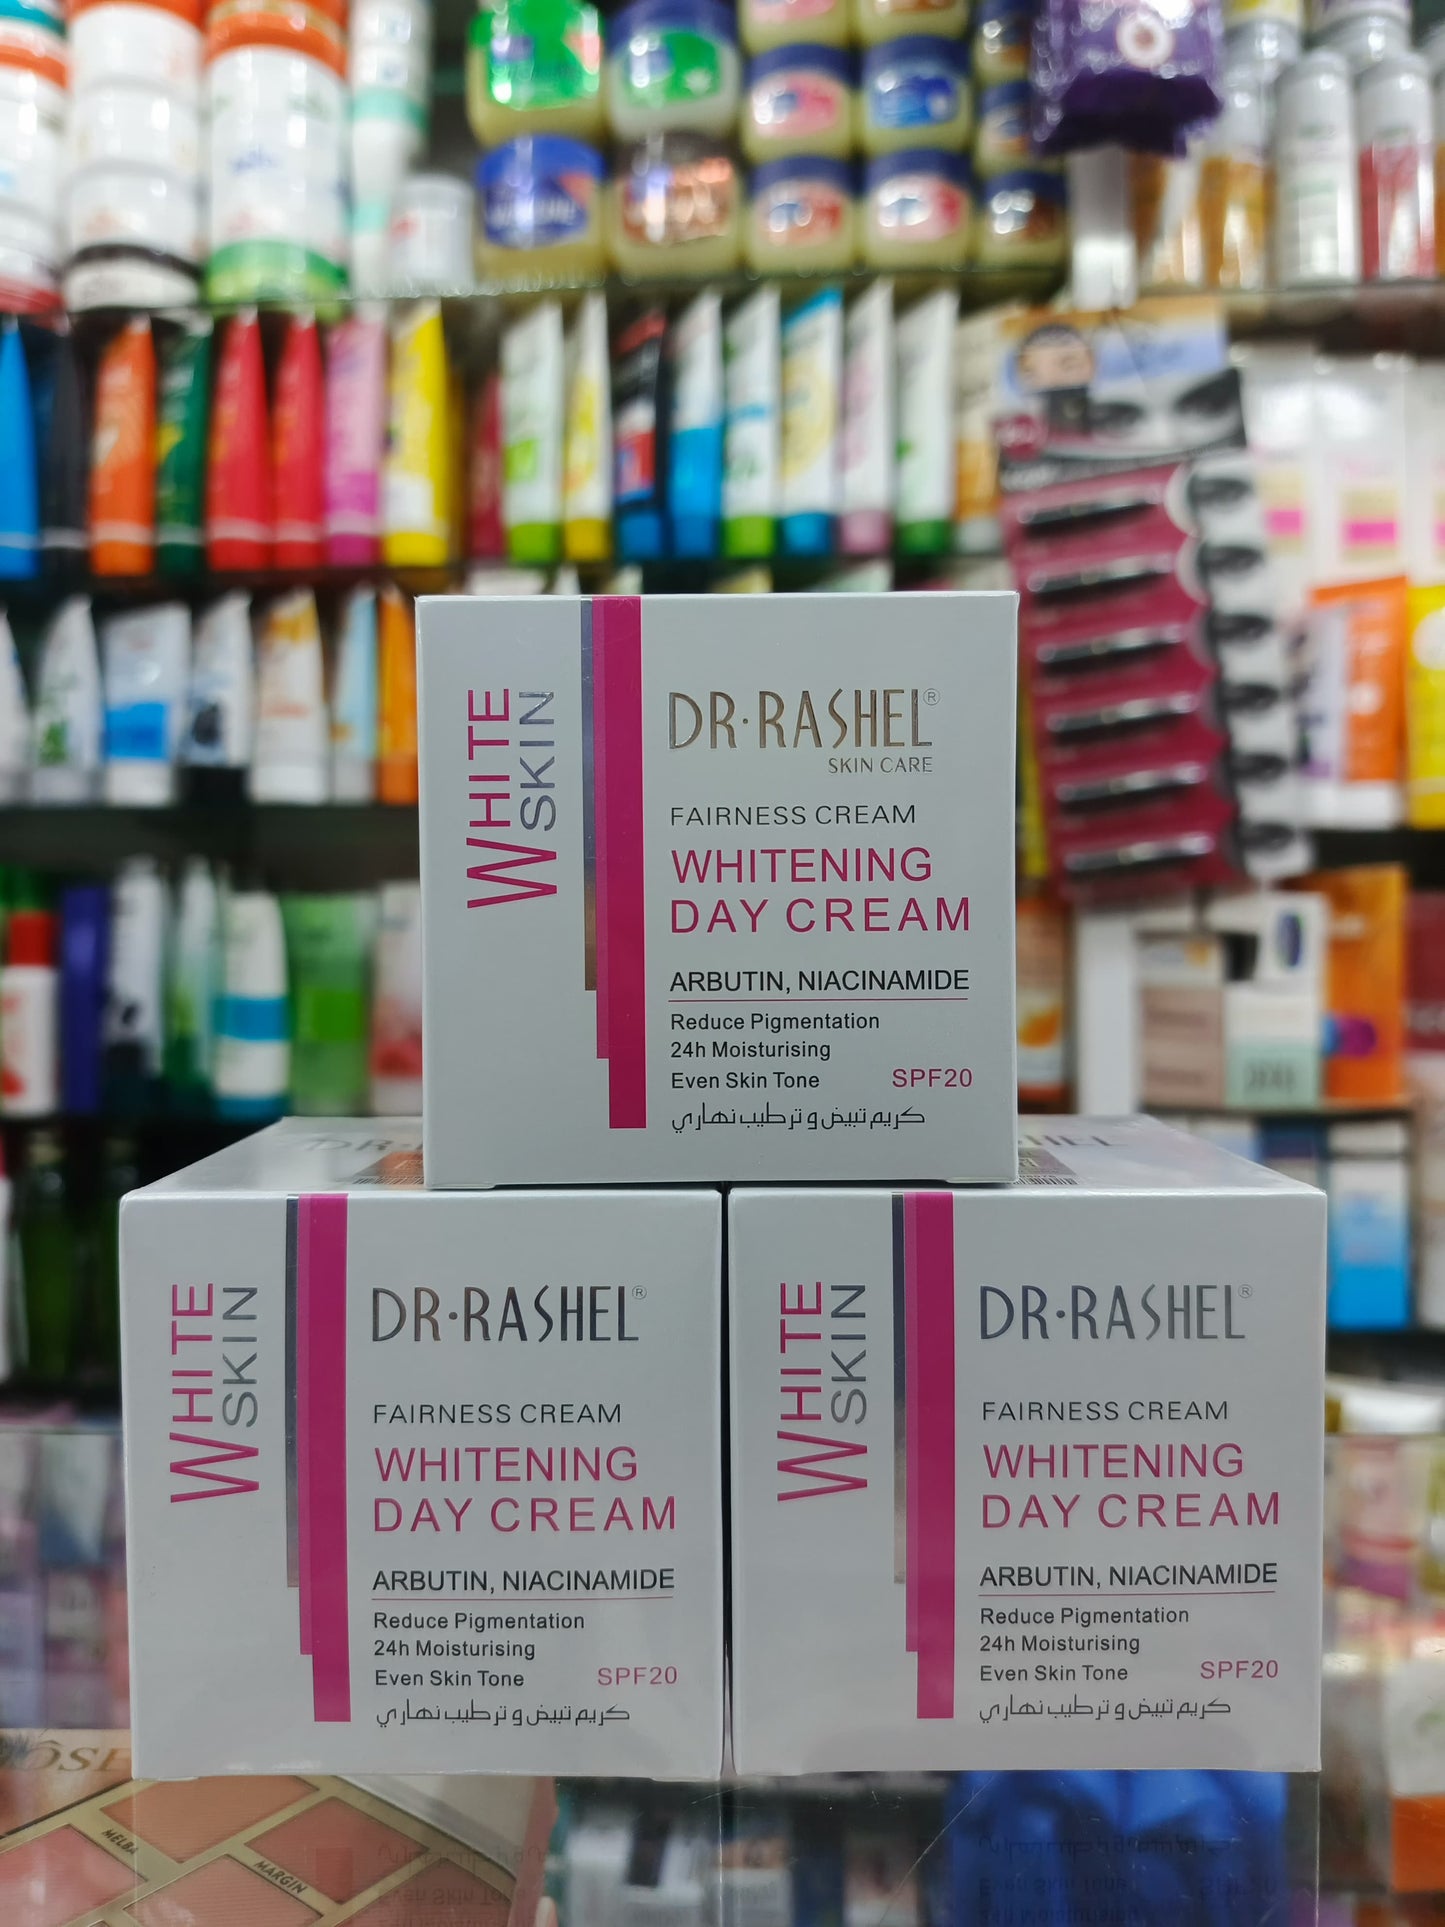 WHITE
SKIN
DR·RASHEL®
SKIN CARE
FAIRNESS CREAM
WHITENING
DAY CREAM
ARBUTIN, NIACINAMIDE
Reduce Pigmentation
24h Moisturising
Even Skin Tone
SPF20
كريم تبيض و ترطيب نهاري
WHITE
SKIN
DR·RASHEL®
FAIRNESS CREAM
WHITENING
DAY CREAM
ARBUTIN, NIACINAMIDE
Reduce Pigmentation
24h Moisturising
Even Skin Tone
SPF20
كريم تبيض و ترطيب نهاري
WHITE
SKIN
DR·RASHEL®
FAIRNESS CREAM
WHITENING
DAY CREAM
ARBUTIN, NIACINAMIDE
Reduce Pigmentation
24h Moisturising
Even Skin Tone
SPF20
كريم تبيض و ترطيب نهاري
MELBA
MARGIN